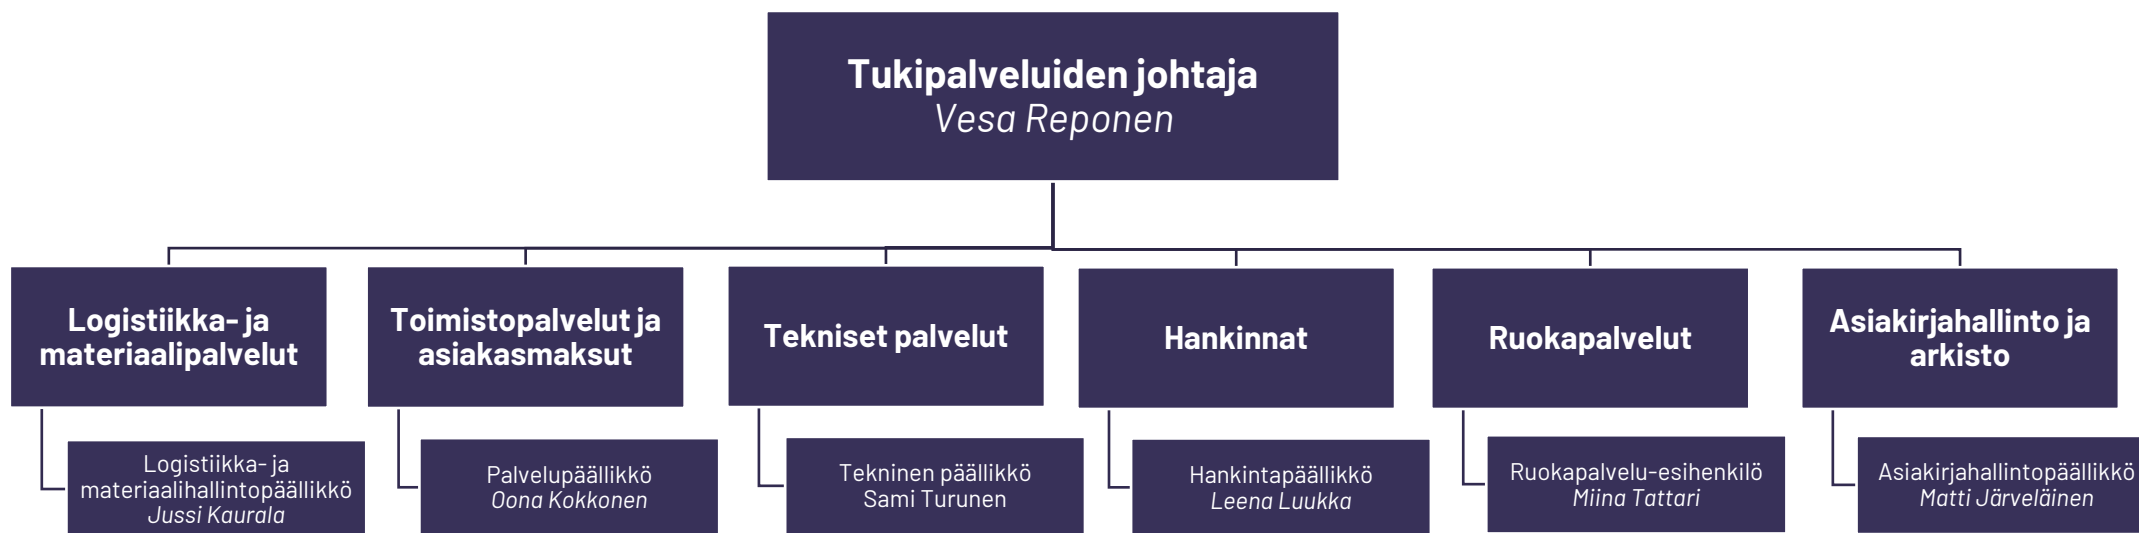 Tukipalveluiden johtaja
Vesa Reponen
Logistiikka- ja
materiaalipalvelut
Toimistopalvelut ja
asiakasmaksut
Tekniset palvelut
Hankinnat
Ruokapalvelut
Asiakirjahallinto ja
arkisto
Logistiikka- ja
materiaalihallintopäällikkö
Jussi Kaurala
Palvelupäällikkö
Oona Kokkonen
Tekninen päällikkö
Sami Turunen
Hankintapäällikkö
Leena Luukka
Ruokapalvelu-esihenkilö
Miina Tattari
Asiakirjahallintopäällikkö
Matti Järveläinen